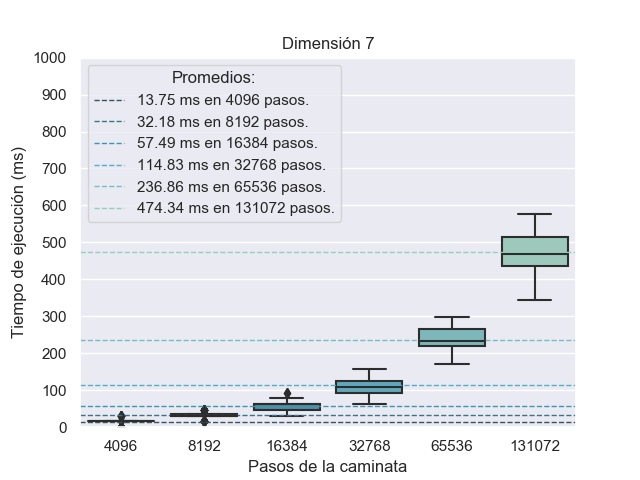 Dimensión 7
1000
900
800
700
600
500
400
300
200
100
0
Tiempo de ejecución (ms)
Promedios:
13.75 ms en 4096 pasos.
32.18 ms en 8192 pasos.
57.49 ms en 16384 pasos.
114.83 ms en 32768 pasos.
236.86 ms en 65536 pasos.
474.34 ms en 131072 pasos.
4096 8192 16384 32768 65536 131072
Pasos de la caminata